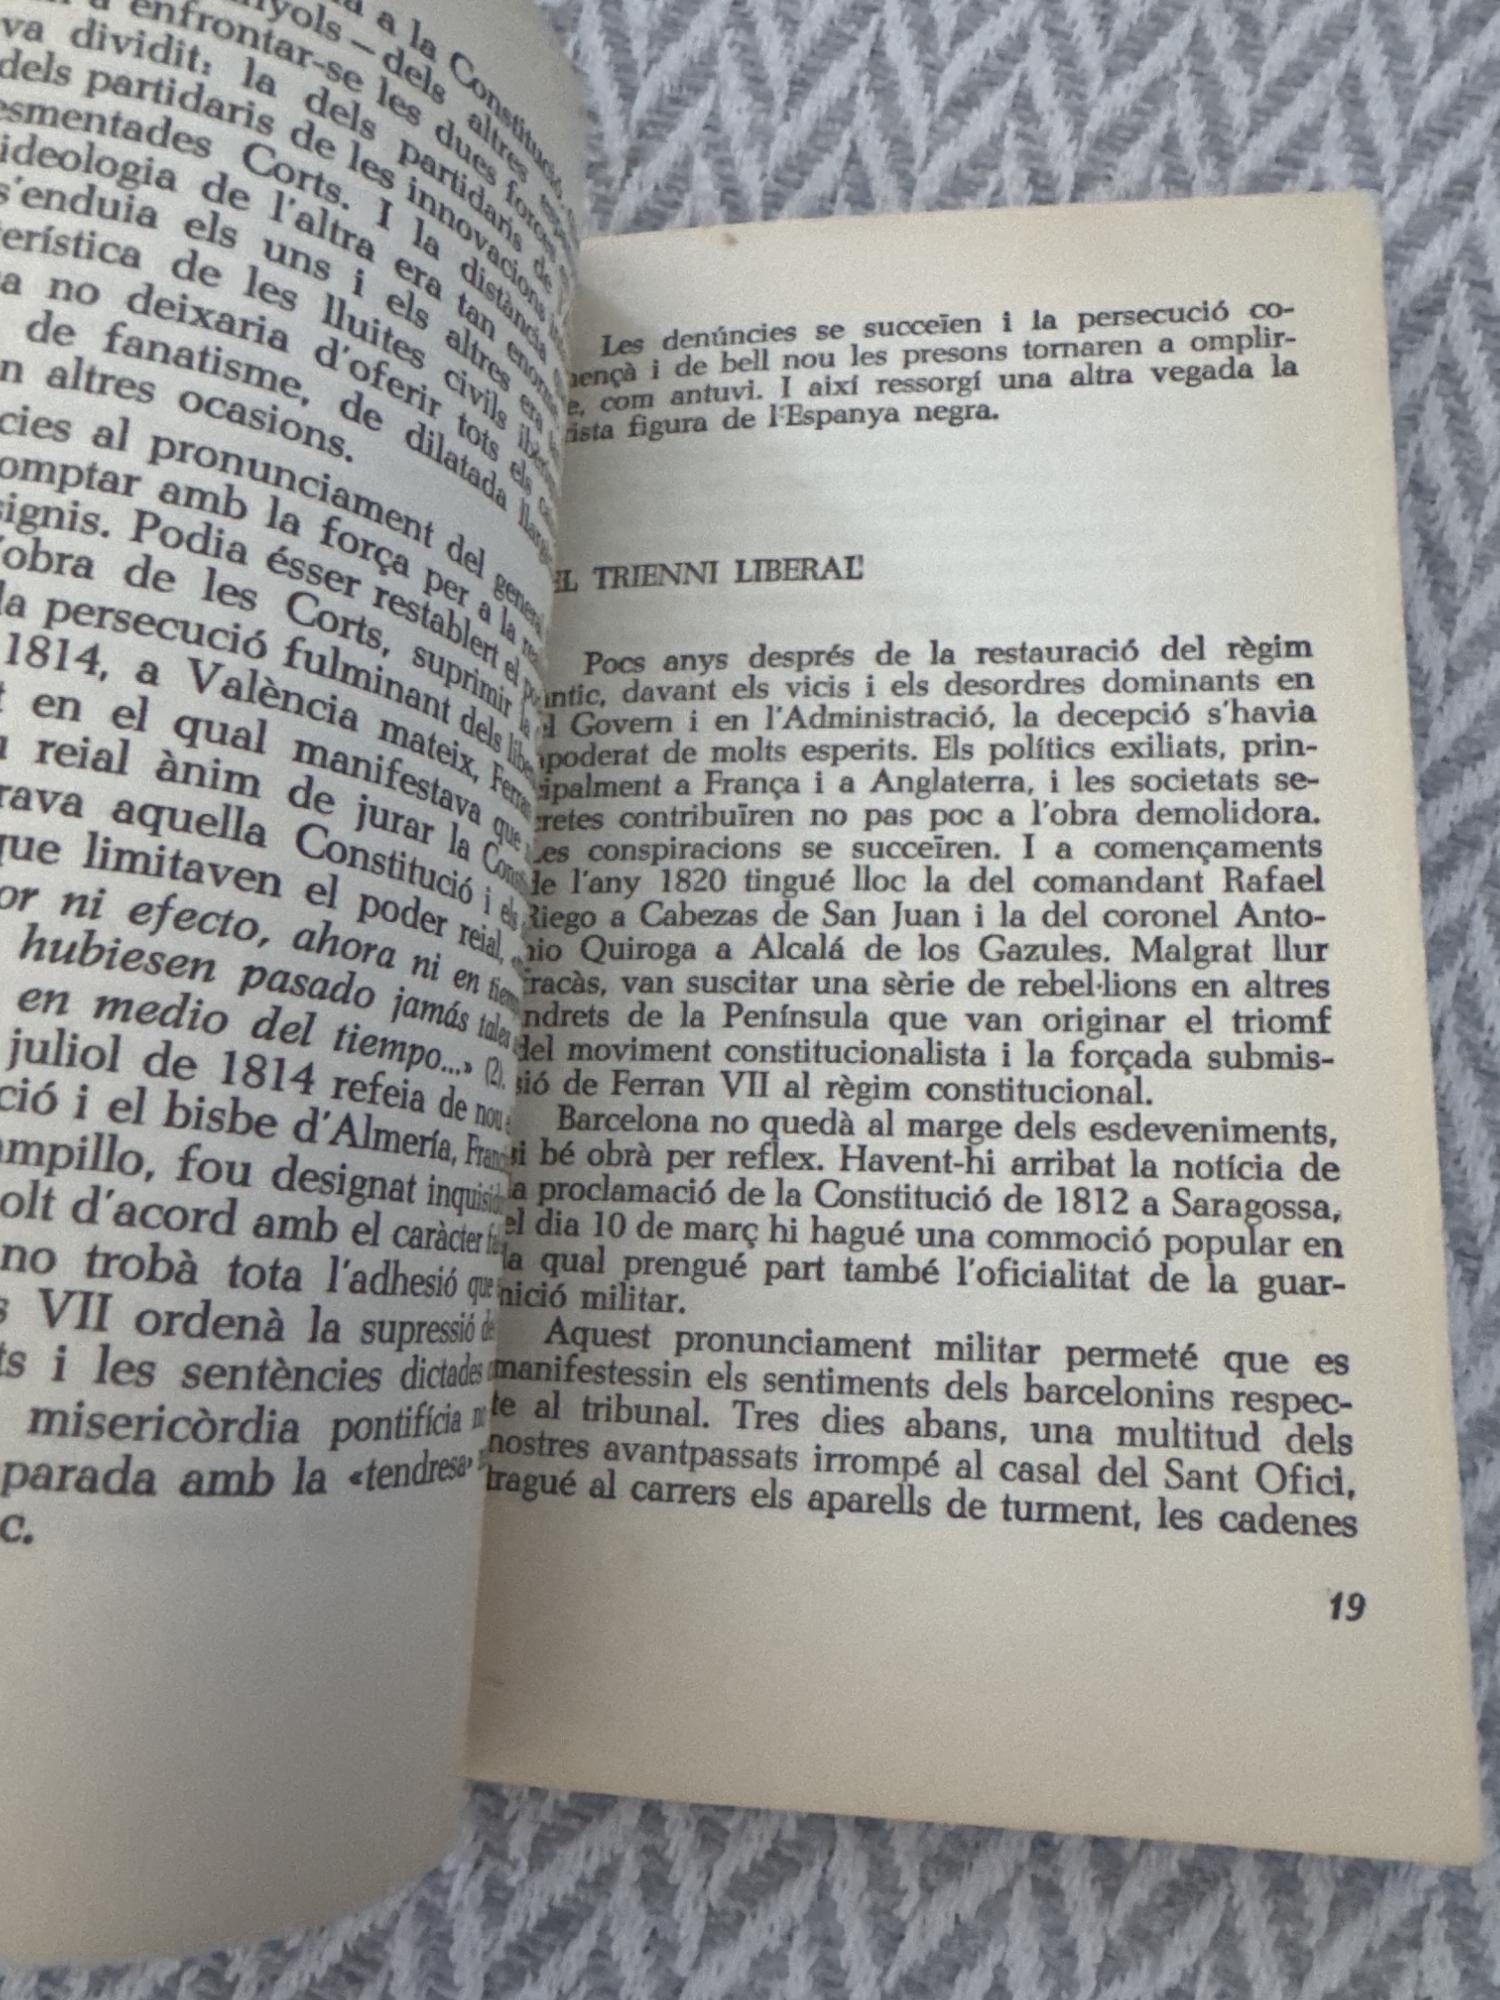 a la Constitució,
enfrontar-se les dues forces
va dividit: la dels partidaris de
dels partidaris de les innovacions
Corts. I la distància
ideologia de l'altra era tan enorme
s'enduia els uns i els altres era
de les lluites civils
no deixaria d'oferir tots els
de fanatisme, de dilatada
altres ocasions.
al pronunciament del general
amb la força per a la
Podia ésser restablert el
l'obra de les Corts, suprimir la
la persecució fulminant dels
1814, a València mateix,
en el qual manifestava que
reial ànim de jurar la
aquella Constitució i els
que limitaven el poder reial,
ni efecto, ahora ni en
hubiesen pasado jamás tales
en medio del tiempo...» (2).
juliol de 1814 refeia de nou
i el bisbe d'Almería,
fou designat
d'acord amb el caràcter
no trobà tota l'adhesió que
VII ordenà la supressió de
i les sentències dictades
misericòrdia pontifícia
amb la «tendresa»
Les denúncies se succeïen i la persecució co-
mençà i de bell nou les presons tornaren a omplir-
se, com antuvi. I així ressorgí una altra vegada la
trista figura de l'Espanya negra.
EL TRIENNI LIBERAL
Pocs anys després de la restauració del règim
davant els vicis i els desordres dominants en
el Govern i en l'Administració, la decepció s'havia
apoderat de molts esperits. Els polítics exiliats, prin-
cipalment a França i a Anglaterra, i les societats se-
cretes contribuïren no pas poc a l'obra demolidora.
Les conspiracions se succeïren. I a començaments
de l'any 1820 tingué lloc la del comandant Rafael
Riego a Cabezas de San Juan i la del coronel Anto-
nio Quiroga a Alcalá de los Gazules. Malgrat llur
fracàs, van suscitar una sèrie de rebel·lions en altres
indrets de la Península que van originar el triomf
del moviment constitucionalista i la forçada submis-
sió de Ferran VII al règim constitucional.
Barcelona no quedà al marge dels esdeveniments,
si bé obrà per reflex. Havent-hi arribat la notícia de
la proclamació de la Constitució de 1812 a Saragossa,
el dia 10 de març hi hagué una commoció popular en
la qual prengué part també l'oficialitat de la guar-
nició militar.
Aquest pronunciament militar permeté que es
manifestessin els sentiments dels barcelonins respec-
te al tribunal. Tres dies abans, una multitud dels
nostres avantpassats irrompé al casal del Sant Ofici,
tragué al carrers els aparells de turment, les cadenes
19